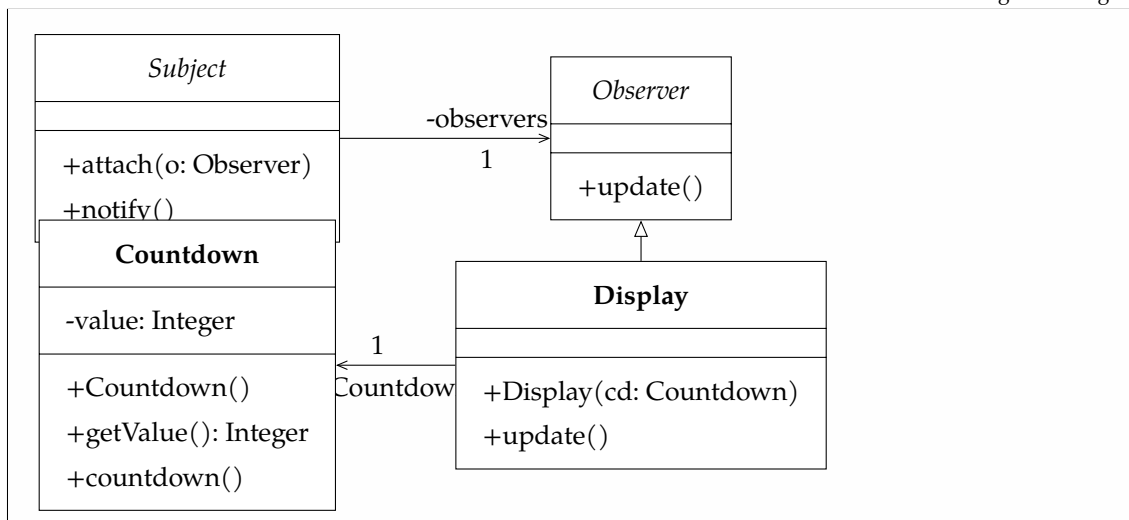 Subject
+attach(o: Observer)
+notify()
-observers
1
Observer
+update()
Countdown
-value: Integer
+Countdown()
+getValue(): Integer
+countdown()
1
Countdow
Display
+Display(cd: Countdown)
+update()